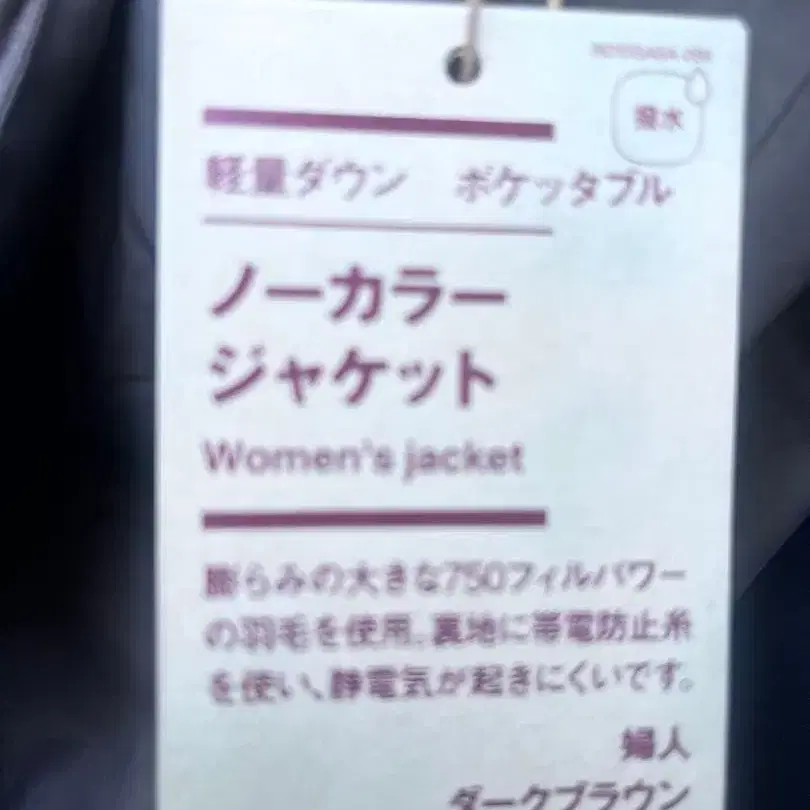 撥水
軽量ダウン ポケッタブル
ノーカラー
ジャケット
Women's jacket
膨らみの大きな750フィルパワー
の羽毛を使用。裏地に帯電防止糸
を使い、静電気が起きにくいです。
婦人
ダークブラウン